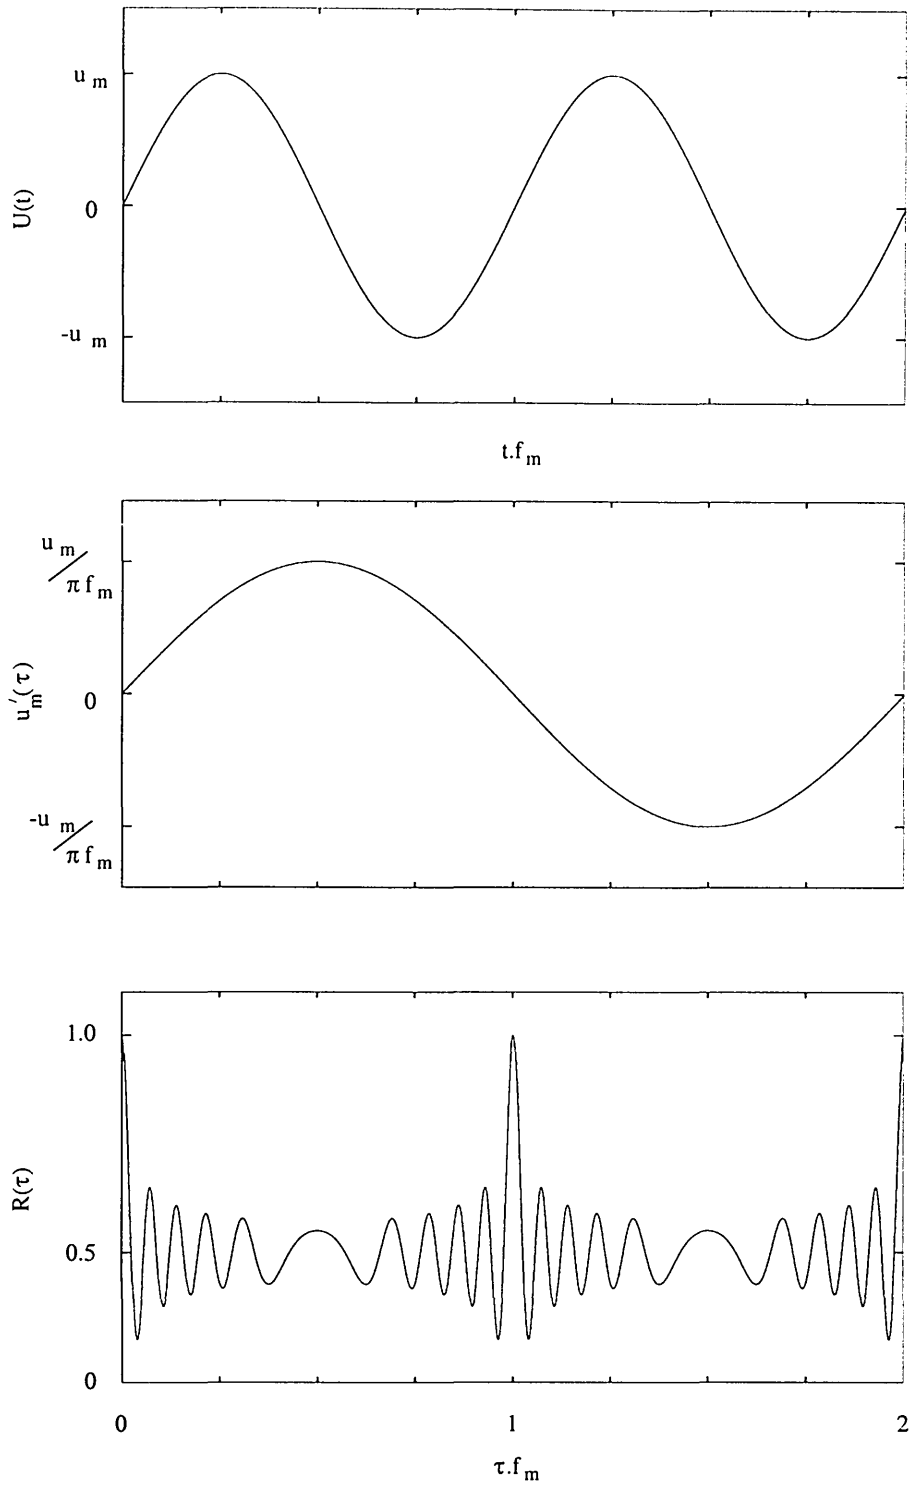 u m
U(t)
0
-u m
t.f m
u m
/
π f m
u m′ (τ)
0
-u m
/
π f m
1.0
R(τ)
0.5
0
0 1 2
τ.f m